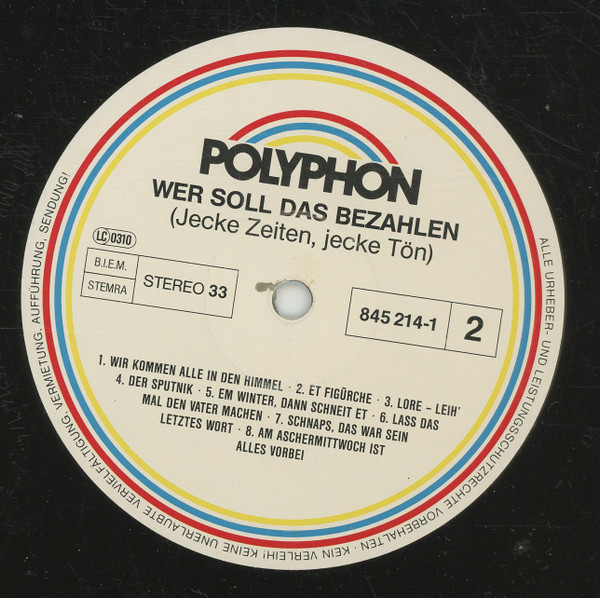 POLYPHON
WER SOLL DAS BEZAHLEN
(Jecke Zeiten, jecke Tön)
LC 0310
B.I.E.M.
STEMRA
STEREO 33
845 214-1
2
1. WIR KOMMEN ALLE IN DEN HIMMEL · 2. ET FIGÜRCHE · 3. LORE – LEIH'
4. DER SPUTNIK · 5. EM WINTER, DANN SCHNEIT ET · 6. LASS DAS
MAL DEN VATER MACHEN · 7. SCHNAPS, DAS WAR SEIN
LETZTES WORT · 8. AM ASCHERMITTWOCH IST
ALLES VORBEI
ALLE URHEBER- UND LEISTUNGSSCHUTZRECHTE VORBEHALTEN · KEIN VERLEIH! KEINE UNERLAUBTE VERVIELFÄLTIGUNG, VERMIETUNG, AUFFÜHRUNG, SENDUNG!